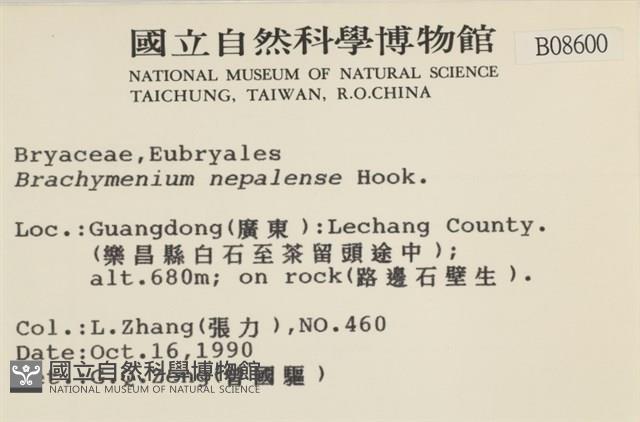 國立自然科學博物館
B08600
NATIONAL MUSEUM OF NATURAL SCIENCE
TAICHUNG, TAIWAN, R.O.CHINA
Bryaceae,Eubryales
Brachymenium nepalense Hook.
Loc.:Guangdong(廣東):Lechang County.
(樂昌縣白石至茶留頭途中);
alt.680m; on rock(路邊石壁生).
Col.:L.Zhang(張力),NO.460
Date:Oct.16,1990
國驅)
國立自然科學博物館
NATIONAL MUSEUM OF NATURAL SCIENCE